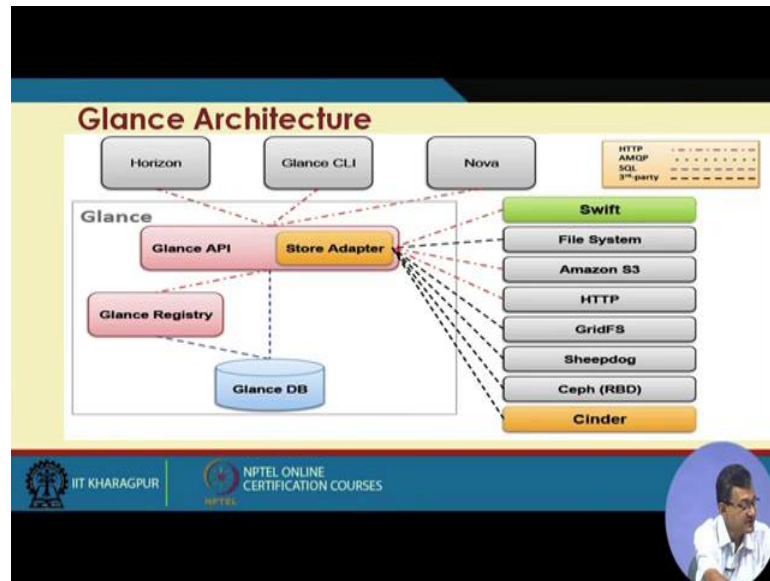 Glance Architecture
Horizon
Glance CLI
Nova
HTTP
AMQP
SQL
3rd-party
Glance
Glance API
Store Adapter
Glance Registry
Glance DB
Swift
File System
Amazon S3
HTTP
GridFS
Sheepdog
Ceph (RBD)
Cinder
IIT KHARAGPUR
NPTEL
NPTEL ONLINE
CERTIFICATION COURSES